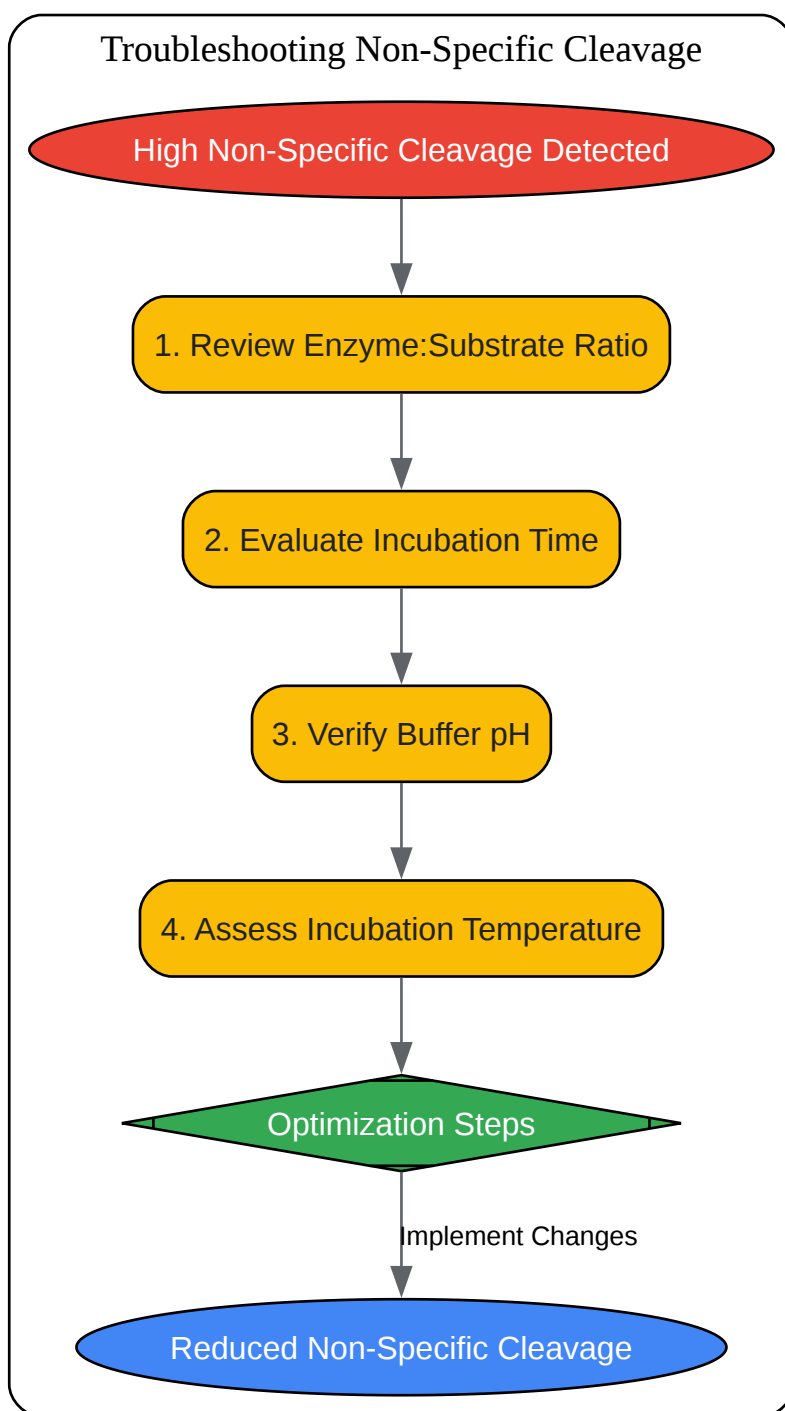 Troubleshooting Non-Specific Cleavage
High Non-Specific Cleavage Detected
1. Review Enzyme:Substrate Ratio
2. Evaluate Incubation Time
3. Verify Buffer pH
4. Assess Incubation Temperature
Optimization Steps
Implement Changes
Reduced Non-Specific Cleavage